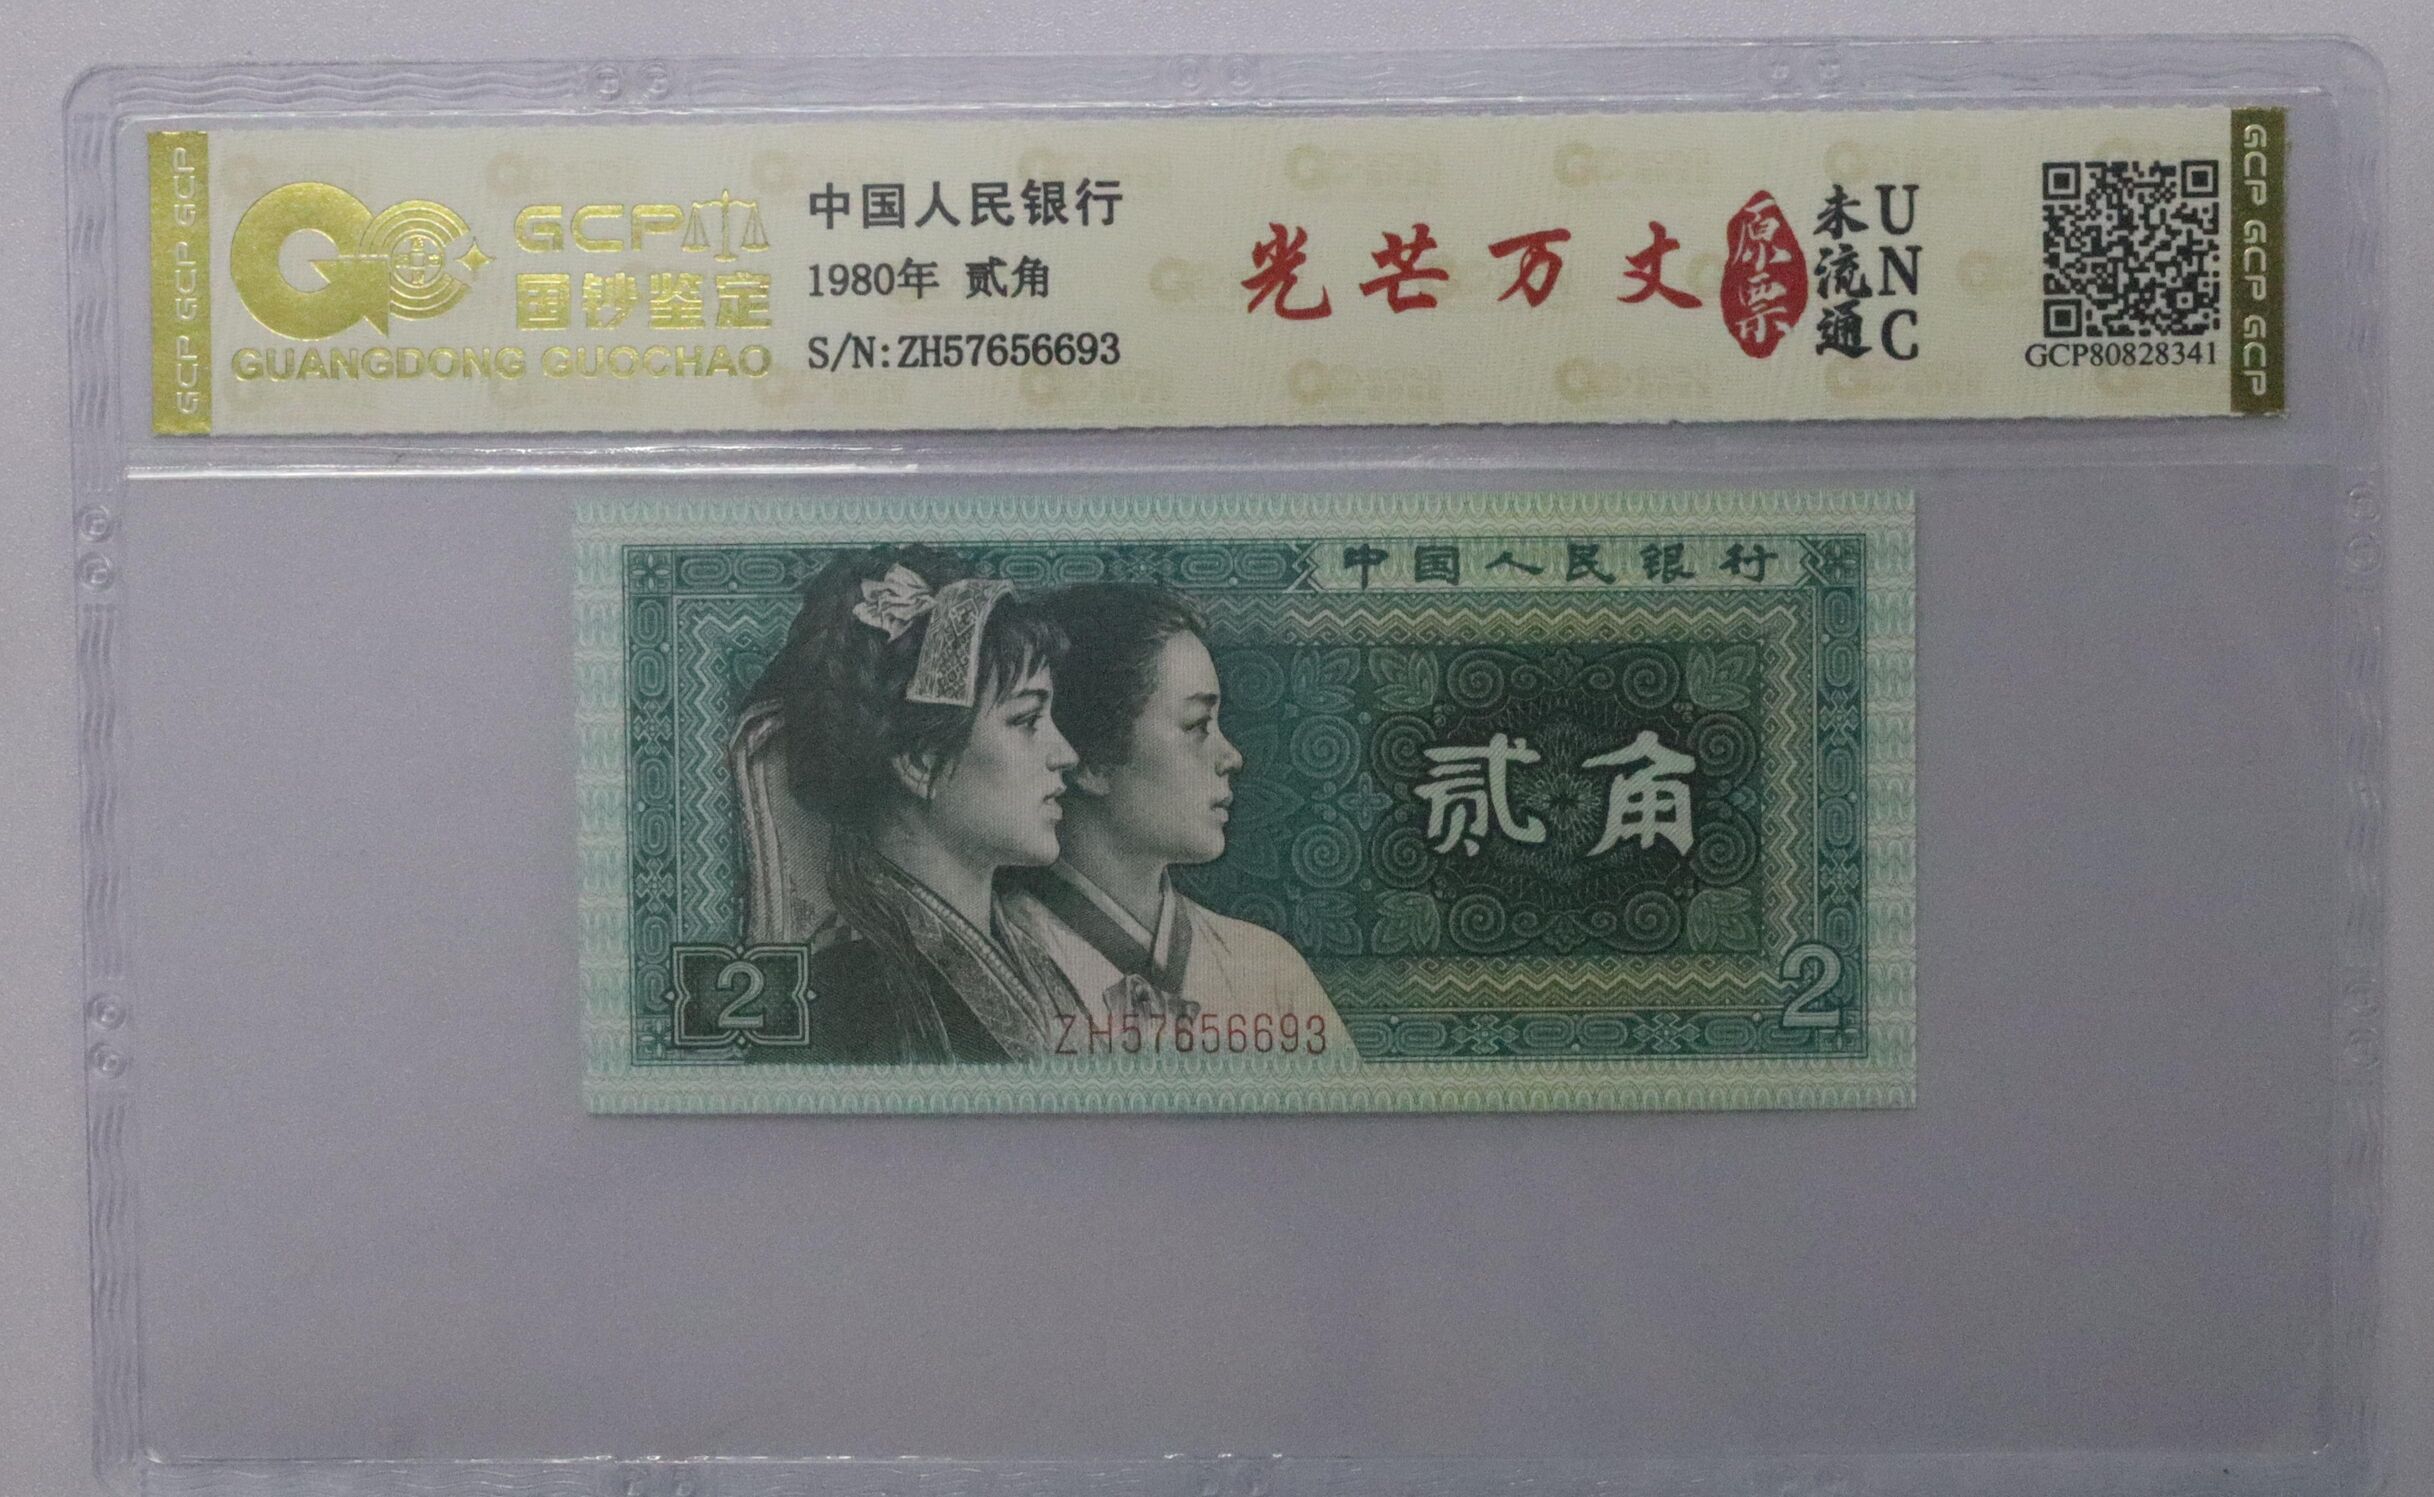 GCP GCP GCP
GCP
国钞鉴定
GUANGDONG GUOCHAO
中国人民银行
1980年 贰角
S/N:ZH57656693
光芒万丈
原票
未流通
UNC
GCP80828341
GCP GCP GCP
中国人民银行
贰角
2
2
ZH57656693